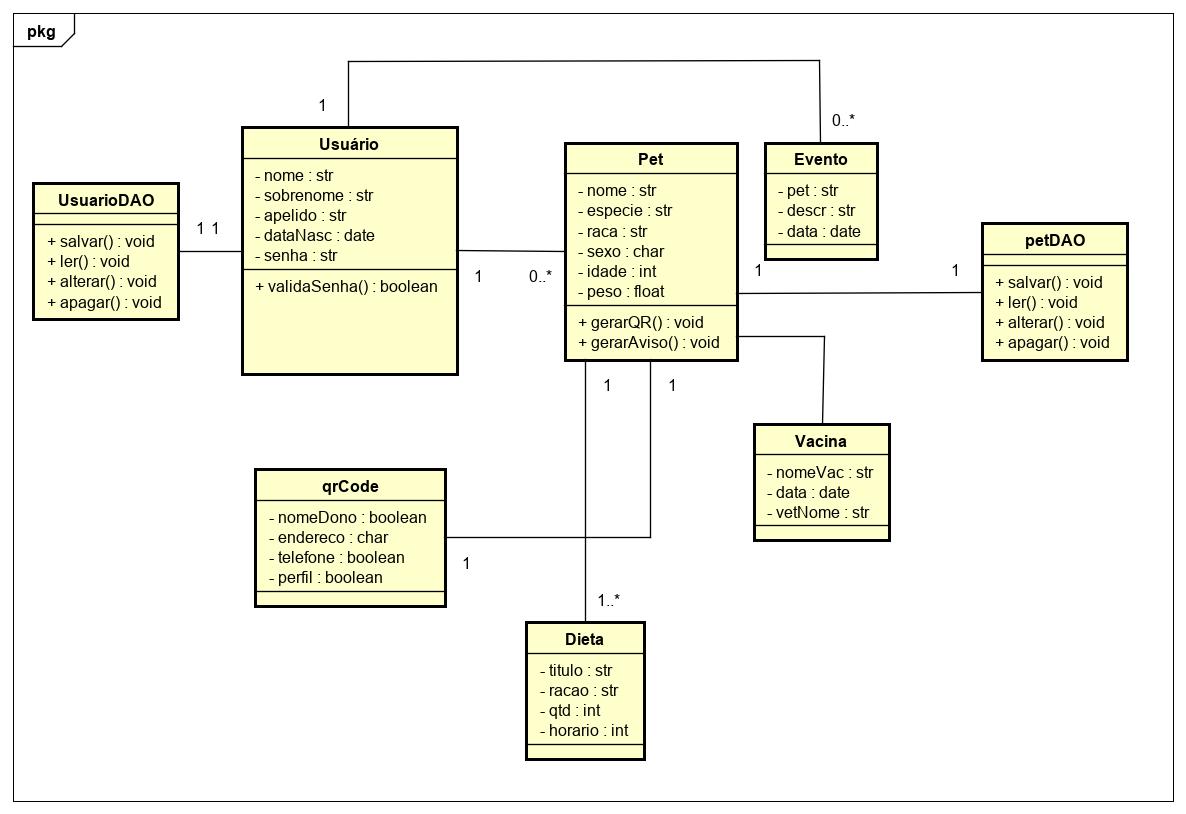 pkg
1
0..*
Usuário
- nome : str
- sobrenome : str
- apelido : str
- dataNasc : date
- senha : str
+ validaSenha() : boolean
Pet
- nome : str
- especie : str
- raca : str
- sexo : char
- idade : int
- peso : float
+ gerarQR() : void
+ gerarAviso() : void
Evento
- pet : str
- descr : str
- data : date
UsuarioDAO
+ salvar() : void
+ ler() : void
+ alterar() : void
+ apagar() : void
1 1
1
0..*
1
1
petDAO
+ salvar() : void
+ ler() : void
+ alterar() : void
+ apagar() : void
1
1
Vacina
- nomeVac : str
- data : date
- vetNome : str
qrCode
- nomeDono : boolean
- endereco : char
- telefone : boolean
- perfil : boolean
1
1..*
Dieta
- titulo : str
- racao : str
- qtd : int
- horario : int